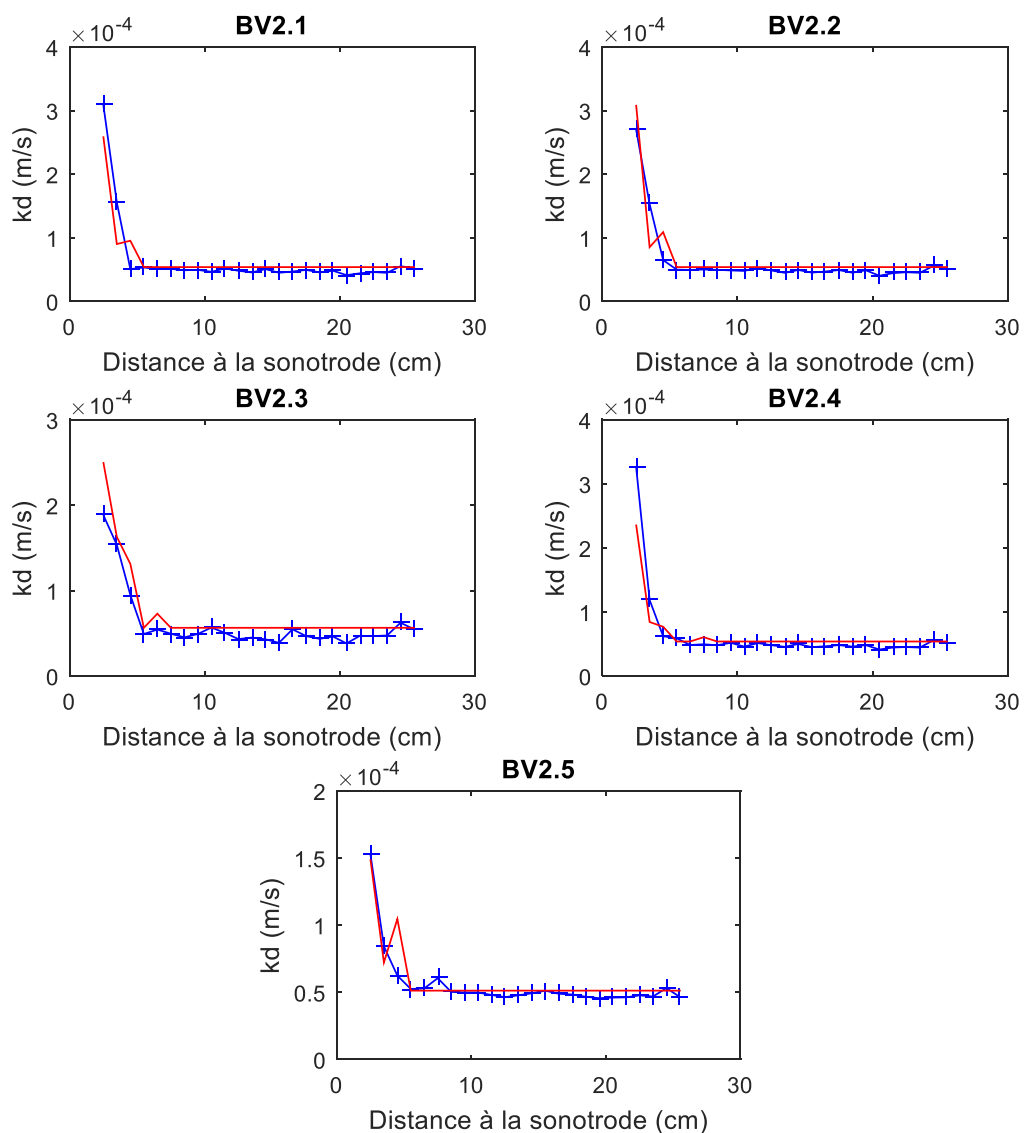 BV2.1
×10-4
kd (m/s)
4
3
2
1
0
0 10 20 30
Distance à la sonotrode (cm)
BV2.2
×10-4
kd (m/s)
4
3
2
1
0
0 10 20 30
Distance à la sonotrode (cm)
BV2.3
×10-4
kd (m/s)
3
2
1
0
0 10 20 30
Distance à la sonotrode (cm)
BV2.4
×10-4
kd (m/s)
4
3
2
1
0
0 10 20 30
Distance à la sonotrode (cm)
BV2.5
×10-4
kd (m/s)
2
1.5
1
0.5
0
0 10 20 30
Distance à la sonotrode (cm)